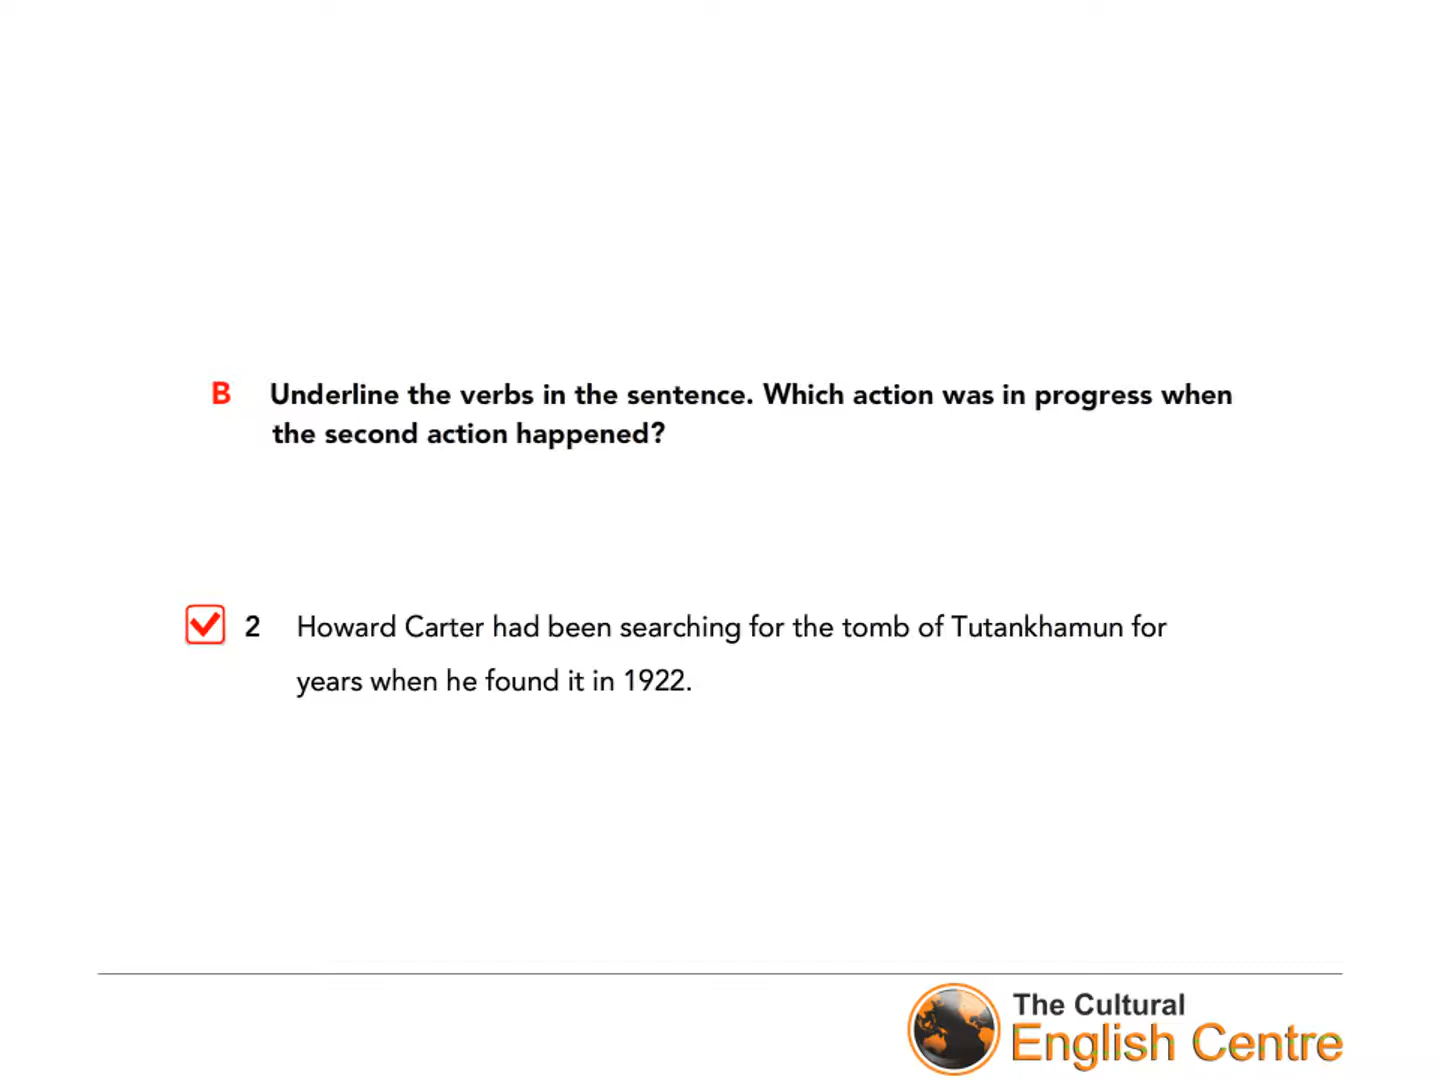 B Underline the verbs in the sentence. Which action was in progress when
the second action happened?
2 Howard Carter had been searching for the tomb of Tutankhamun for
years when he found it in 1922.
The Cultural
English Centre